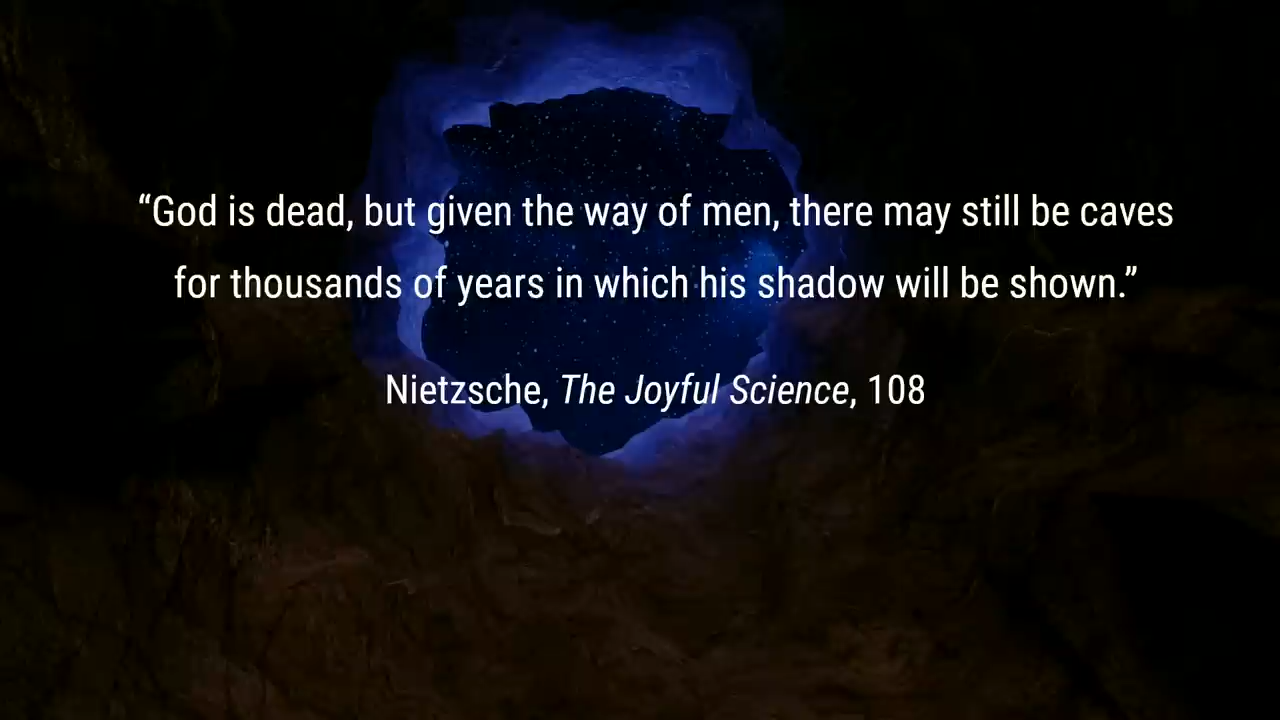 “God is dead, but given the way of men, there may still be caves
for thousands of years in which his shadow will be shown.”
Nietzsche, The Joyful Science, 108